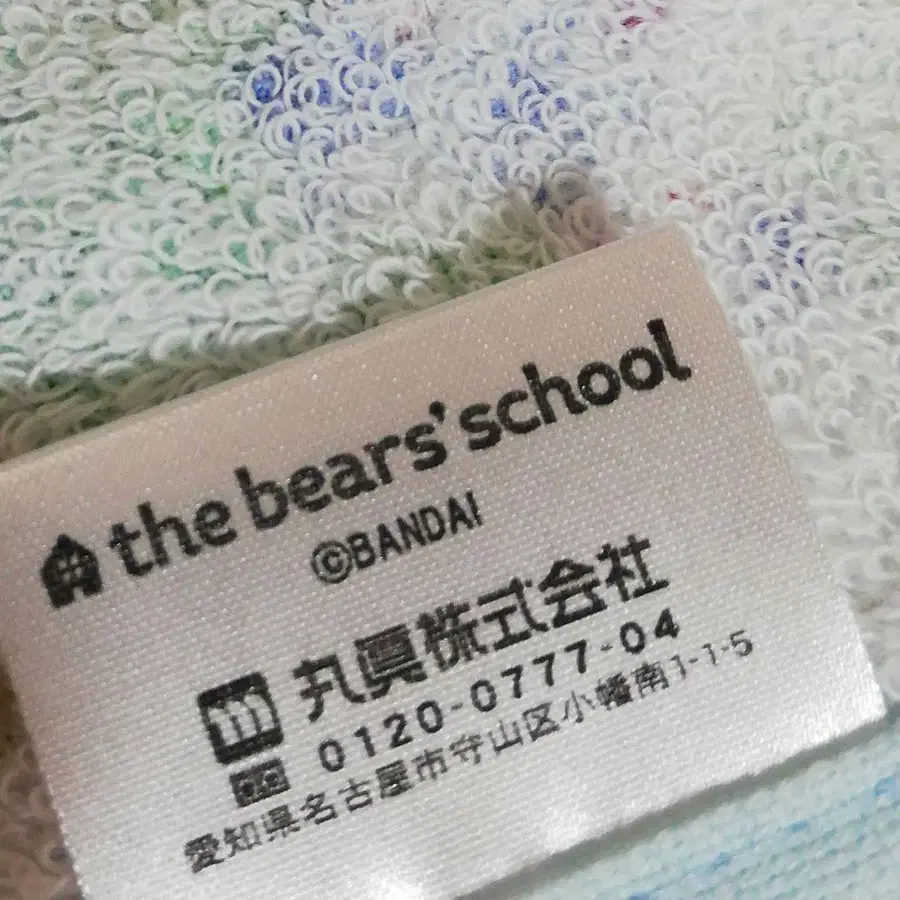 the bears' school
©BANDAI
丸眞株式会社
0120-0777-04
愛知県名古屋市守山区小幡南1-1-5